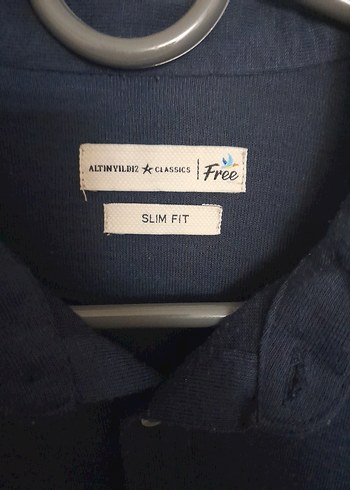 ALTINYILDIZ ★ CLASSICS | Free
SLIM FIT